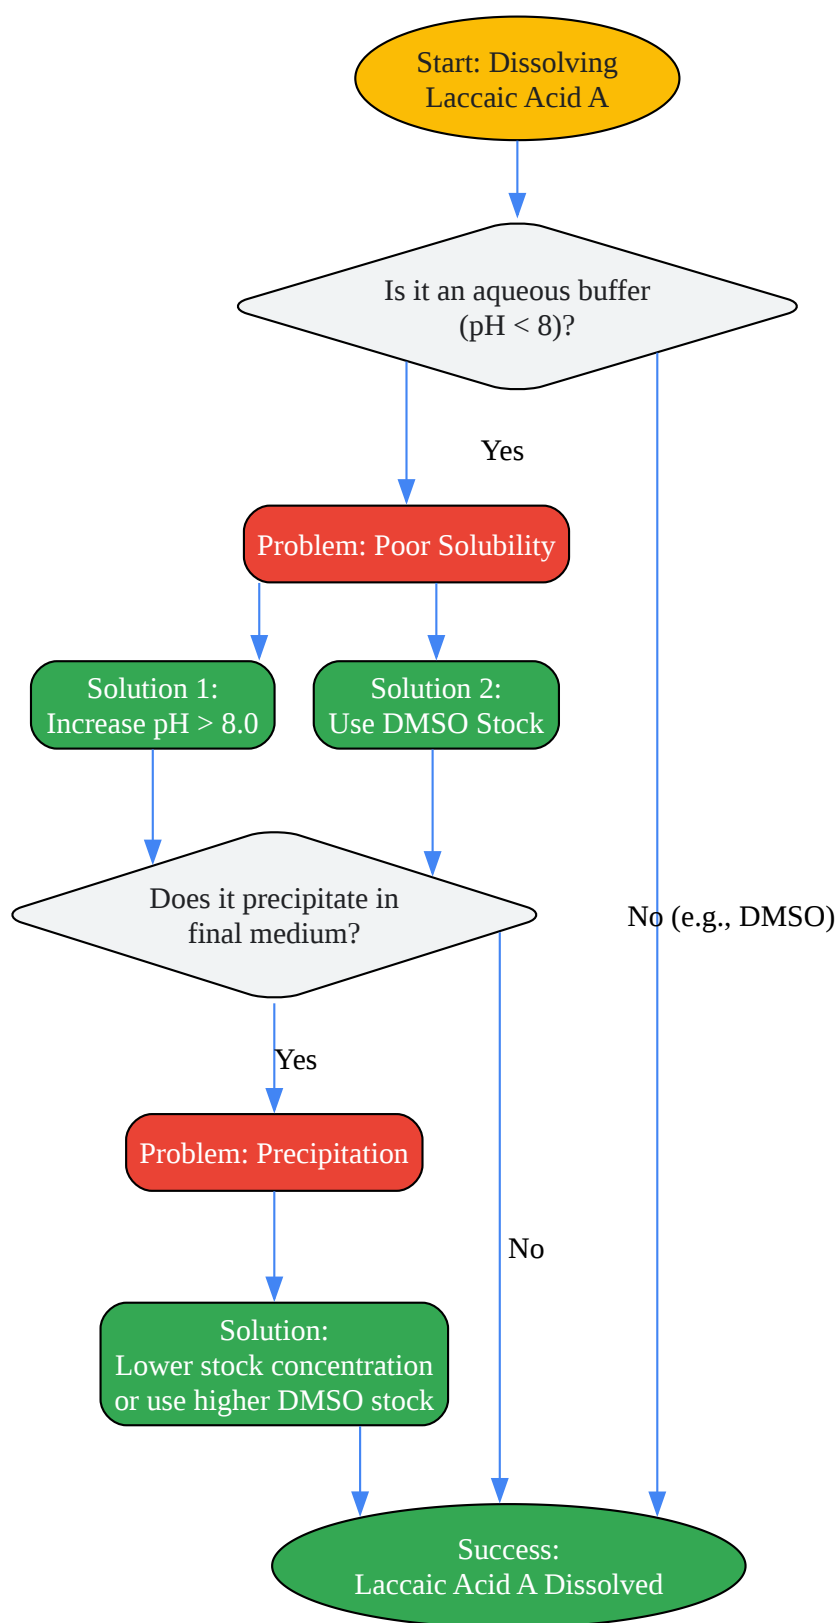 Start: Dissolving
Laccaic Acid A
Is it an aqueous buffer
(pH < 8)?
Yes
Problem: Poor Solubility
Solution 1:
Increase pH > 8.0
Solution 2:
Use DMSO Stock
Does it precipitate in
final medium?
No (e.g., DMSO)
Yes
Problem: Precipitation
No
Solution:
Lower stock concentration
or use higher DMSO stock
Success:
Laccaic Acid A Dissolved